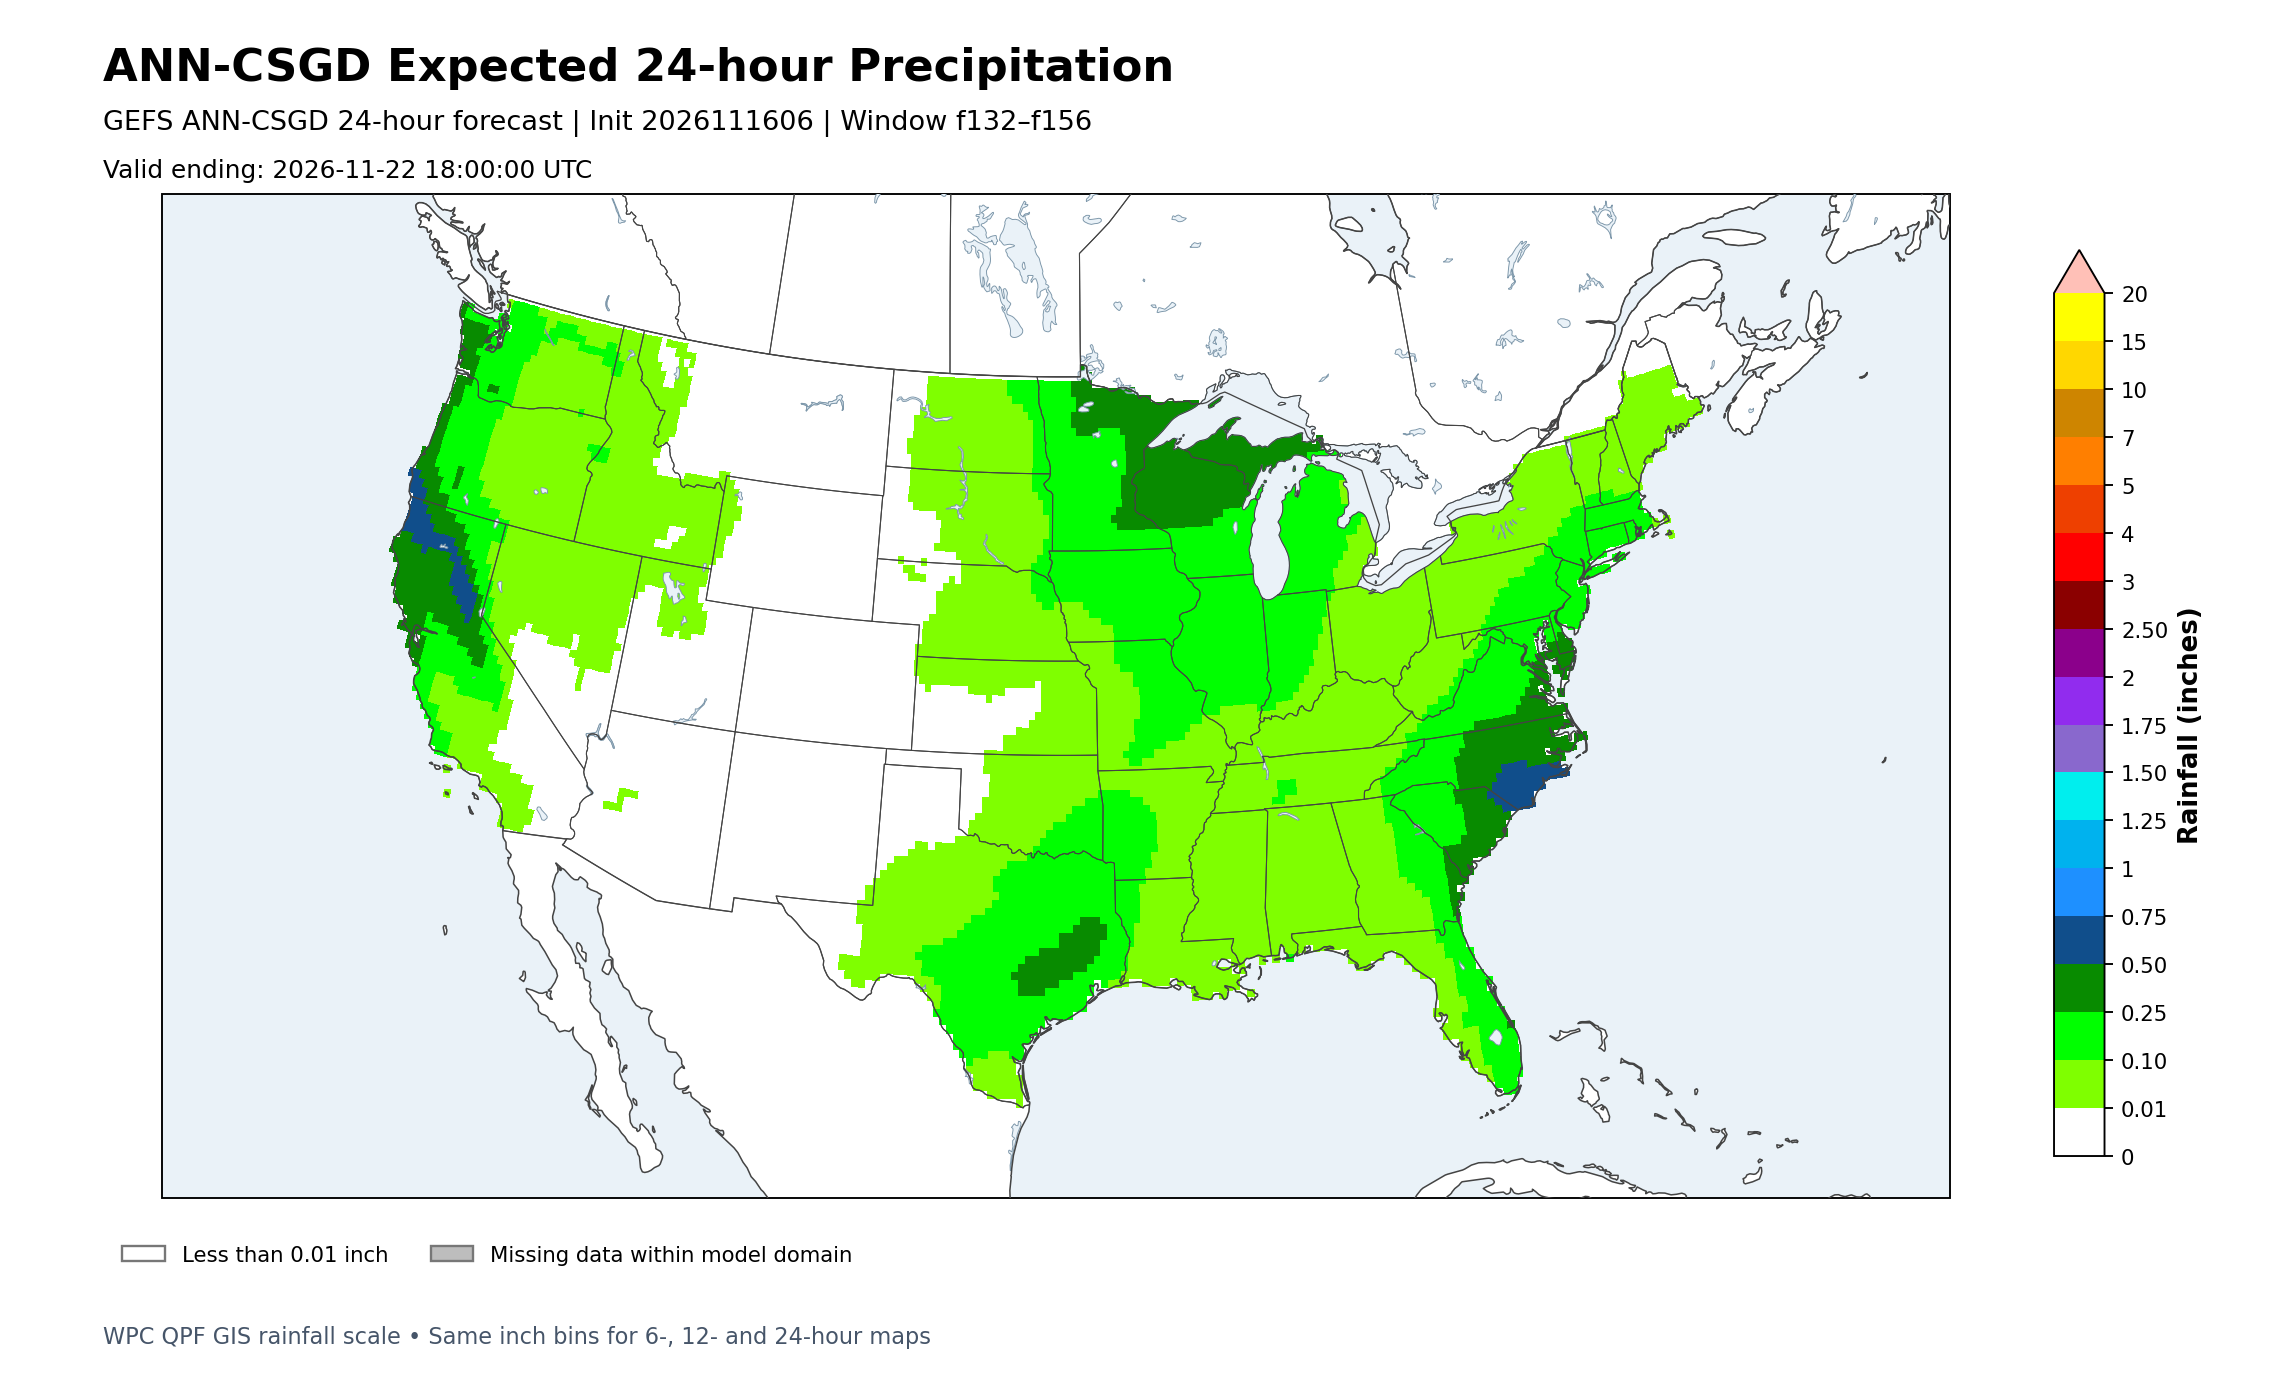 ANN-CSGD Expected 24-hour Precipitation
GEFS ANN-CSGD 24-hour forecast | Init 2026111606 | Window f132–f156
Valid ending: 2026-11-22 18:00:00 UTC
20
15
10
7
5
4
3
2.50
2
1.75
1.50
1.25
1
0.75
0.50
0.25
0.10
0.01
0
Rainfall (inches)
Less than 0.01 inch
Missing data within model domain
WPC QPF GIS rainfall scale • Same inch bins for 6-, 12- and 24-hour maps